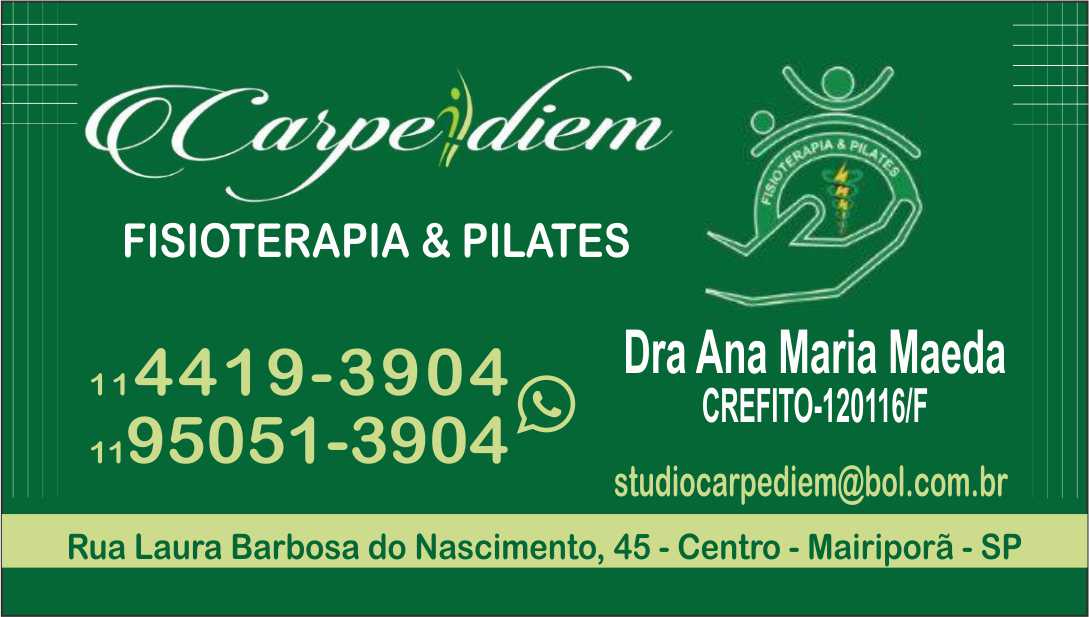 Carpediem
FISIOTERAPIA & PILATES
FISIOTERAPIA & PILATES
11 4419-3904
11 95051-3904
Dra Ana Maria Maeda
CREFITO-120116/F
studiocarpediem@bol.com.br
Rua Laura Barbosa do Nascimento, 45 - Centro - Mairiporã - SP